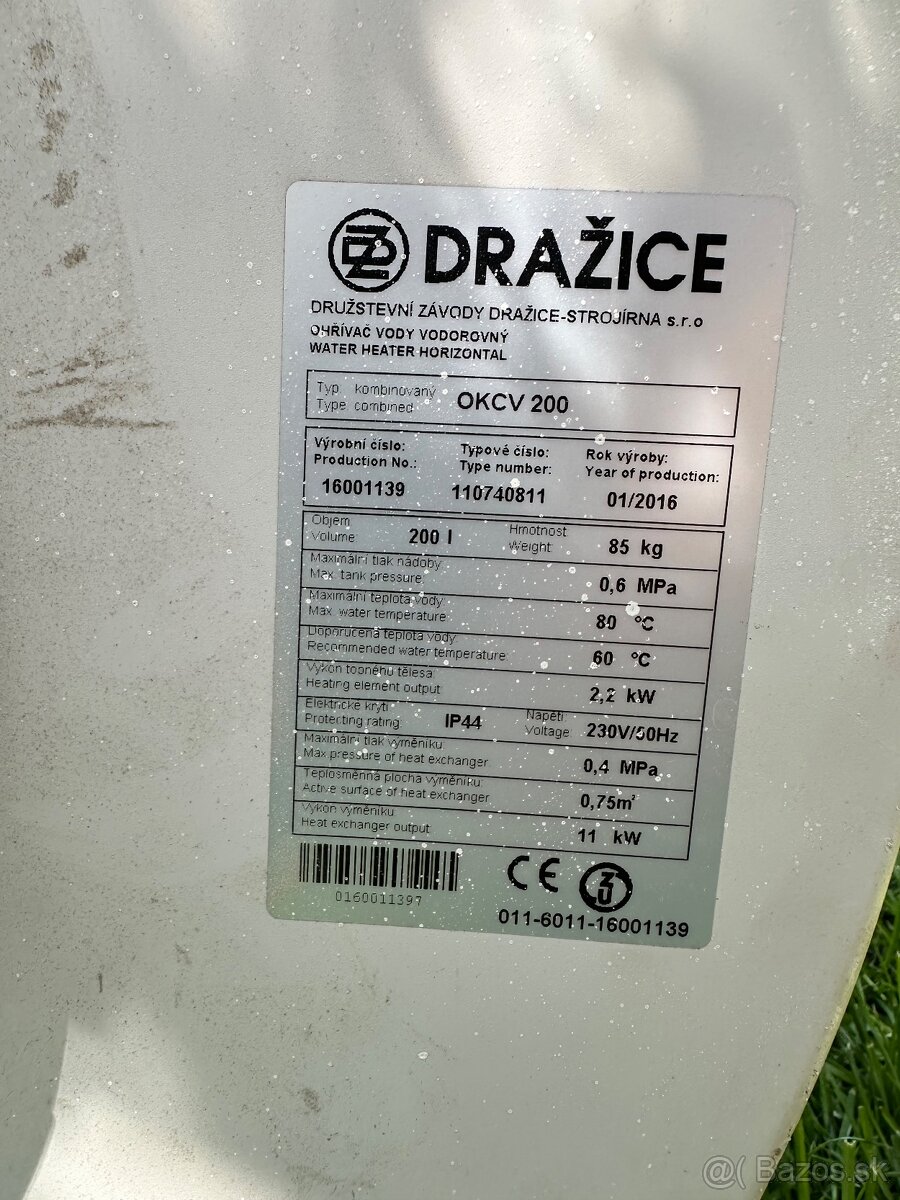 DRAŽICE
DRUŽSTEVNÍ ZÁVODY DRAŽICE-STROJÍRNA s.r.o
OHŘÍVAČ VODY VODOROVNÝ
WATER HEATER HORIZONTAL
Typ kombinovaný
Type combined
OKCV 200
Výrobní číslo:
Production No.:
16001139
Typové číslo:
Type number:
110740811
Rok výroby:
Year of production:
01/2016
Objem
Volume
200 l
Hmotnost
Weight
85 kg
Maximální tlak nádoby
Max. tank pressure
0,6 MPa
Maximální teplota vody
Max. water temperature
80 °C
Doporučená teplota vody
Recommended water temperature
60 °C
Výkon topného tělesa
Heating element output
2,2 kW
Elektrické krytí
Protecting rating
IP44
Napětí
Voltage
230V/50Hz
Maximální tlak výměníku
Max pressure of heat exchanger
0,4 MPa
Teplosměnná plocha výměníku:
Active surface of heat exchanger
0,75m²
Výkon výměníku
Heat exchanger output
11 kW
0160011397
CE
011-6011-16001139
@( Bazos.sk